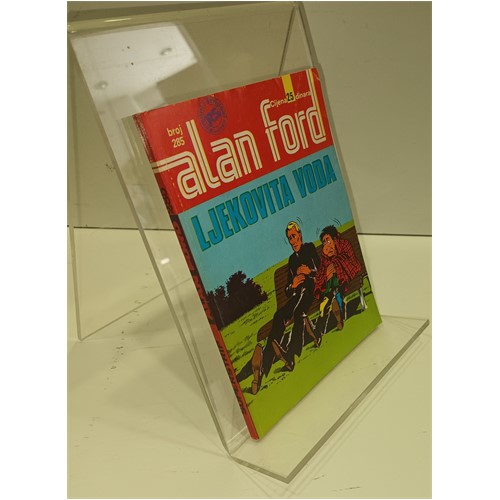 broj
285
Cijena 25 dinara
alan ford
LJEKOVITA VODA